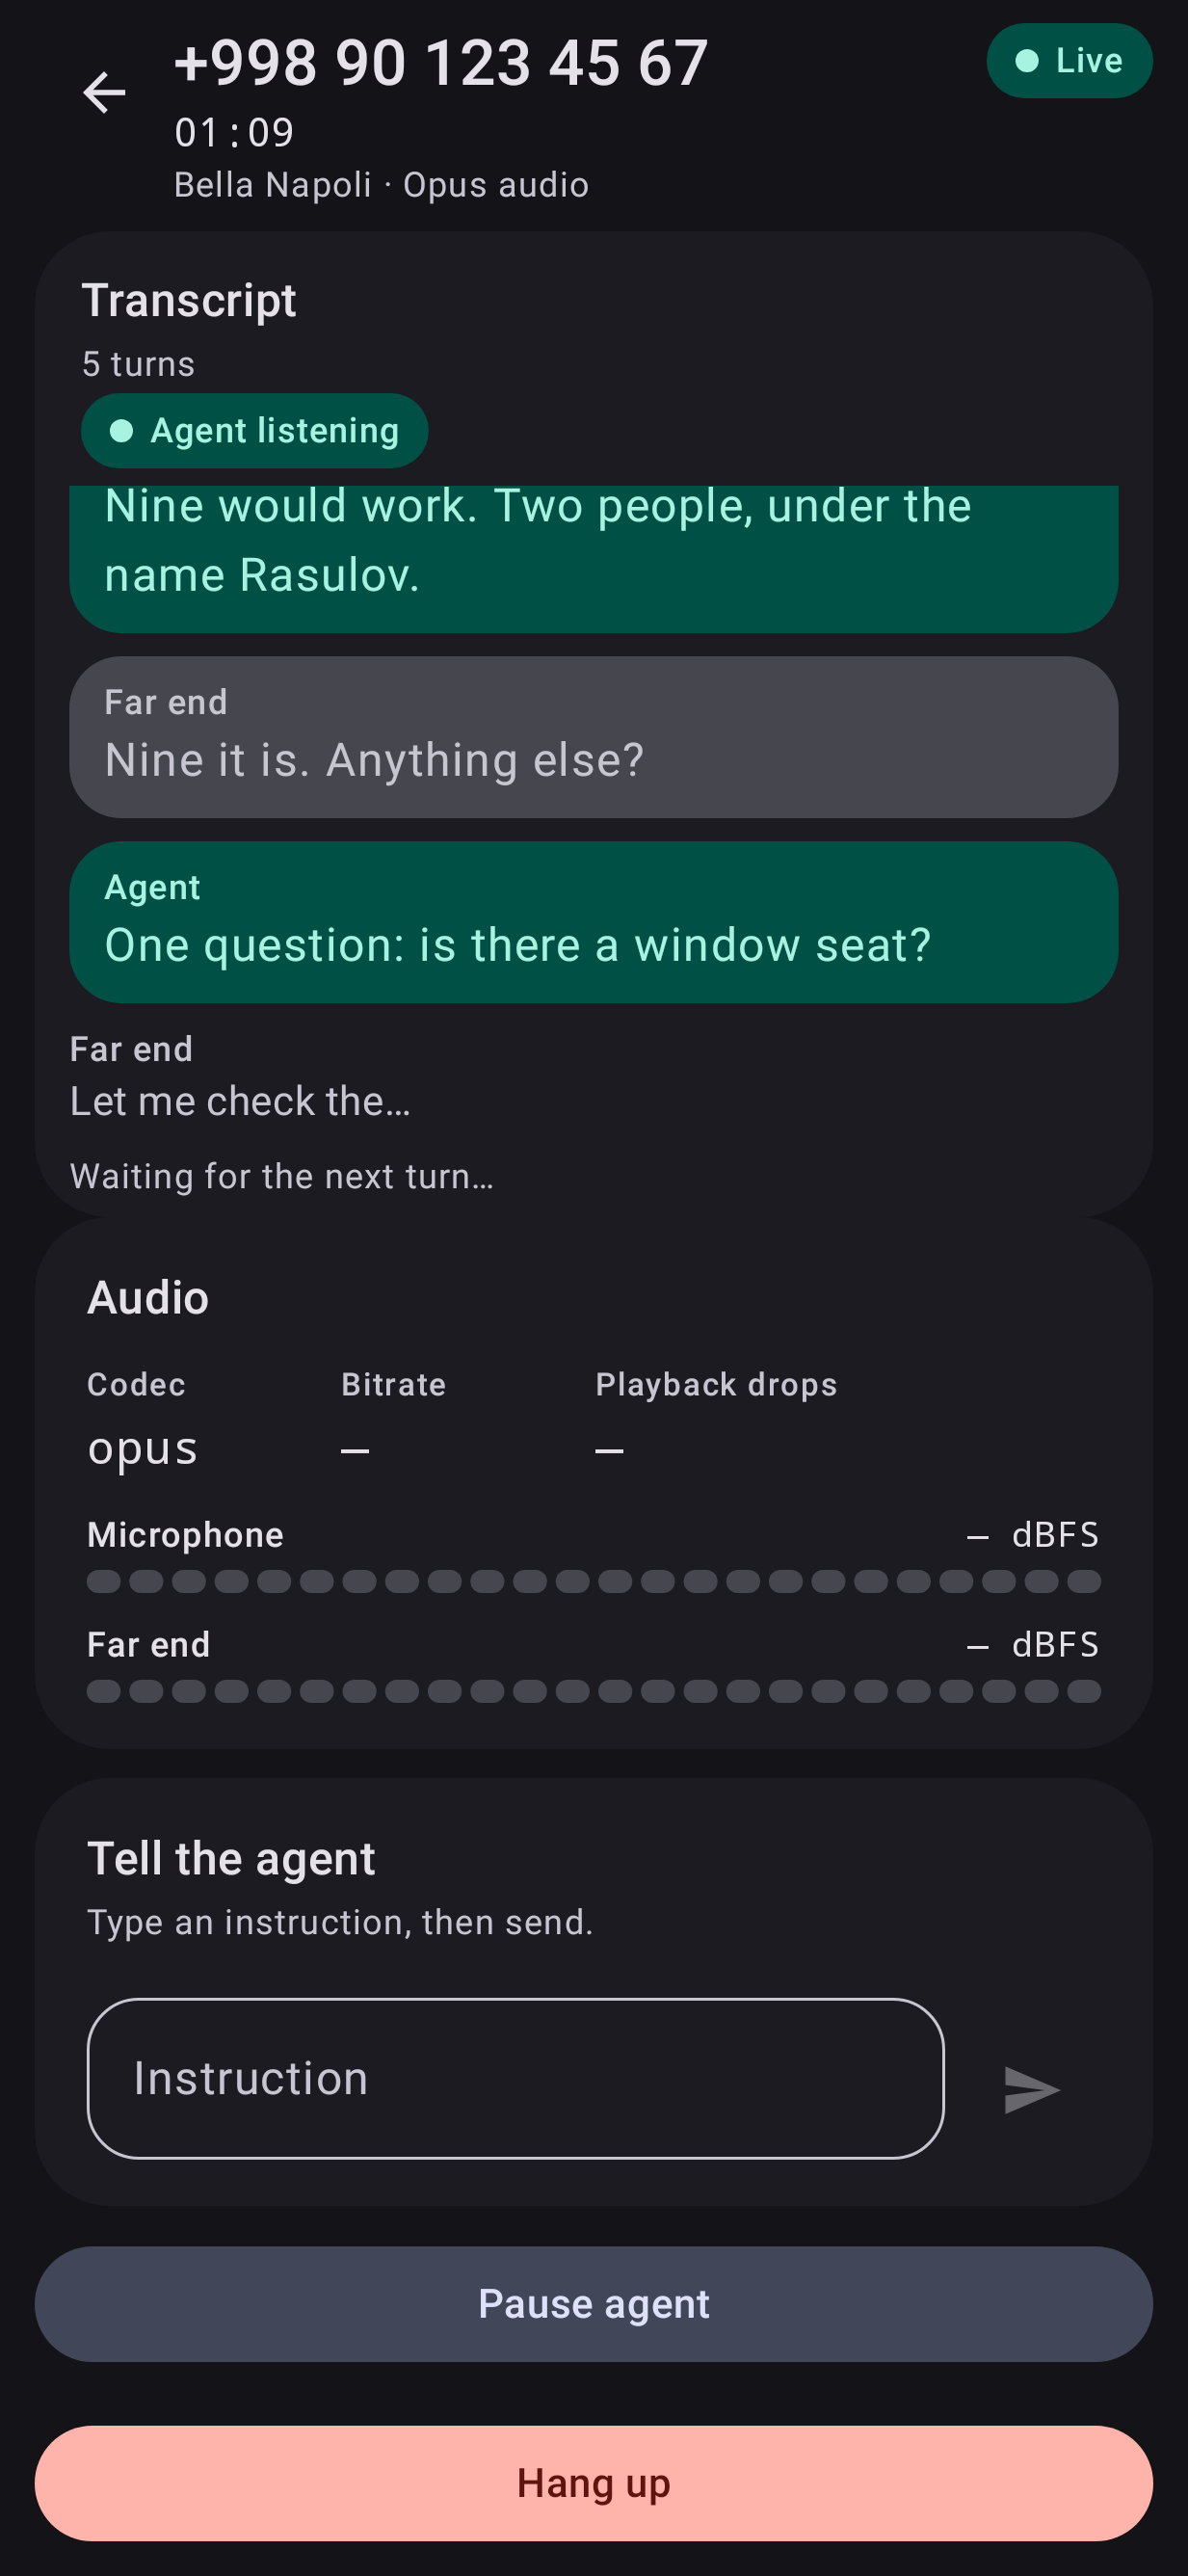 +998 90 123 45 67
Live
01:09
Bella Napoli · Opus audio
Transcript
5 turns
Agent listening
Nine would work. Two people, under the
name Rasulov.
Far end
Nine it is. Anything else?
Agent
One question: is there a window seat?
Far end
Let me check the…
Waiting for the next turn…
Audio
Codec Bitrate Playback drops
opus — —
Microphone — dBFS
Far end — dBFS
Tell the agent
Type an instruction, then send.
Instruction
Pause agent
Hang up